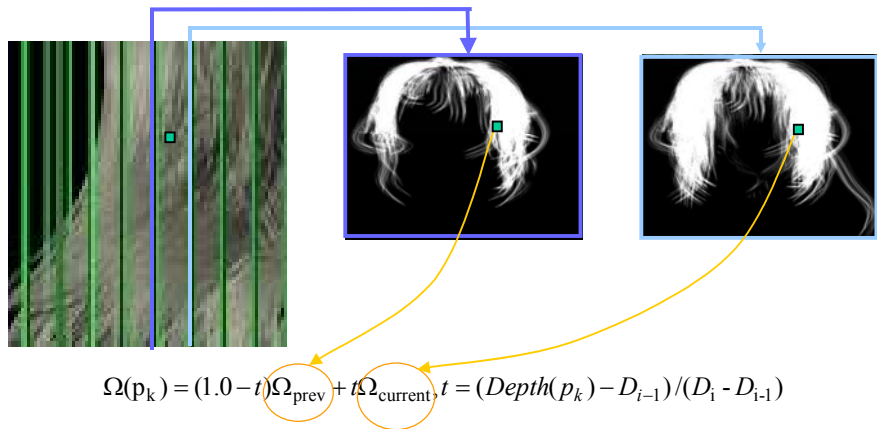 Ω(p_k) = (1.0 − t)Ω_prev + tΩ_current, t = (Depth(p_k) − D_{i−1}) / (D_i - D_{i-1})